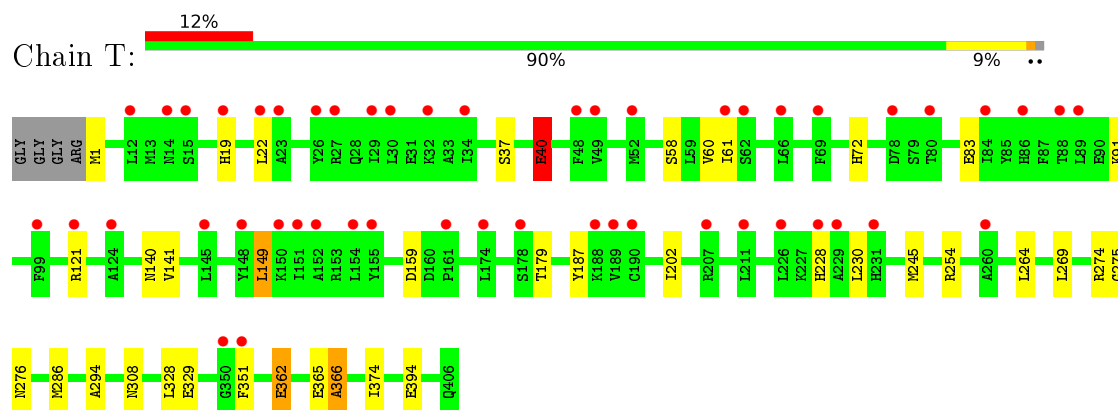 12%
Chain T:
90% 9% ••
GLY GLY GLY ARG M1 L12 M13 N14 S15 H19 L22 A23 Y26 R27 Q28 I29 L30 E31 K32 A33 I34 S37 E40 F48 V49 M52 S58 L59 V60 I61 S62 L66 F69 H72 D78 S79 T80 E83 I84 Y85 H86 F87 T88 L89 E90 K91
F99 R121 A124 N140 V141 L145 Y148 L149 K150 I151 A152 R153 L154 Y155 D159 D160 P161 L174 S178 T179 Y187 K188 V189 C190 I202 R207 L211 L226 K227 H228 A229 L230 H231 M245 R254 A260 L264 L269 R274 G275
N276 M286 A294 N308 L328 E329 G350 F351 E362 E365 A366 I374 E394 Q406